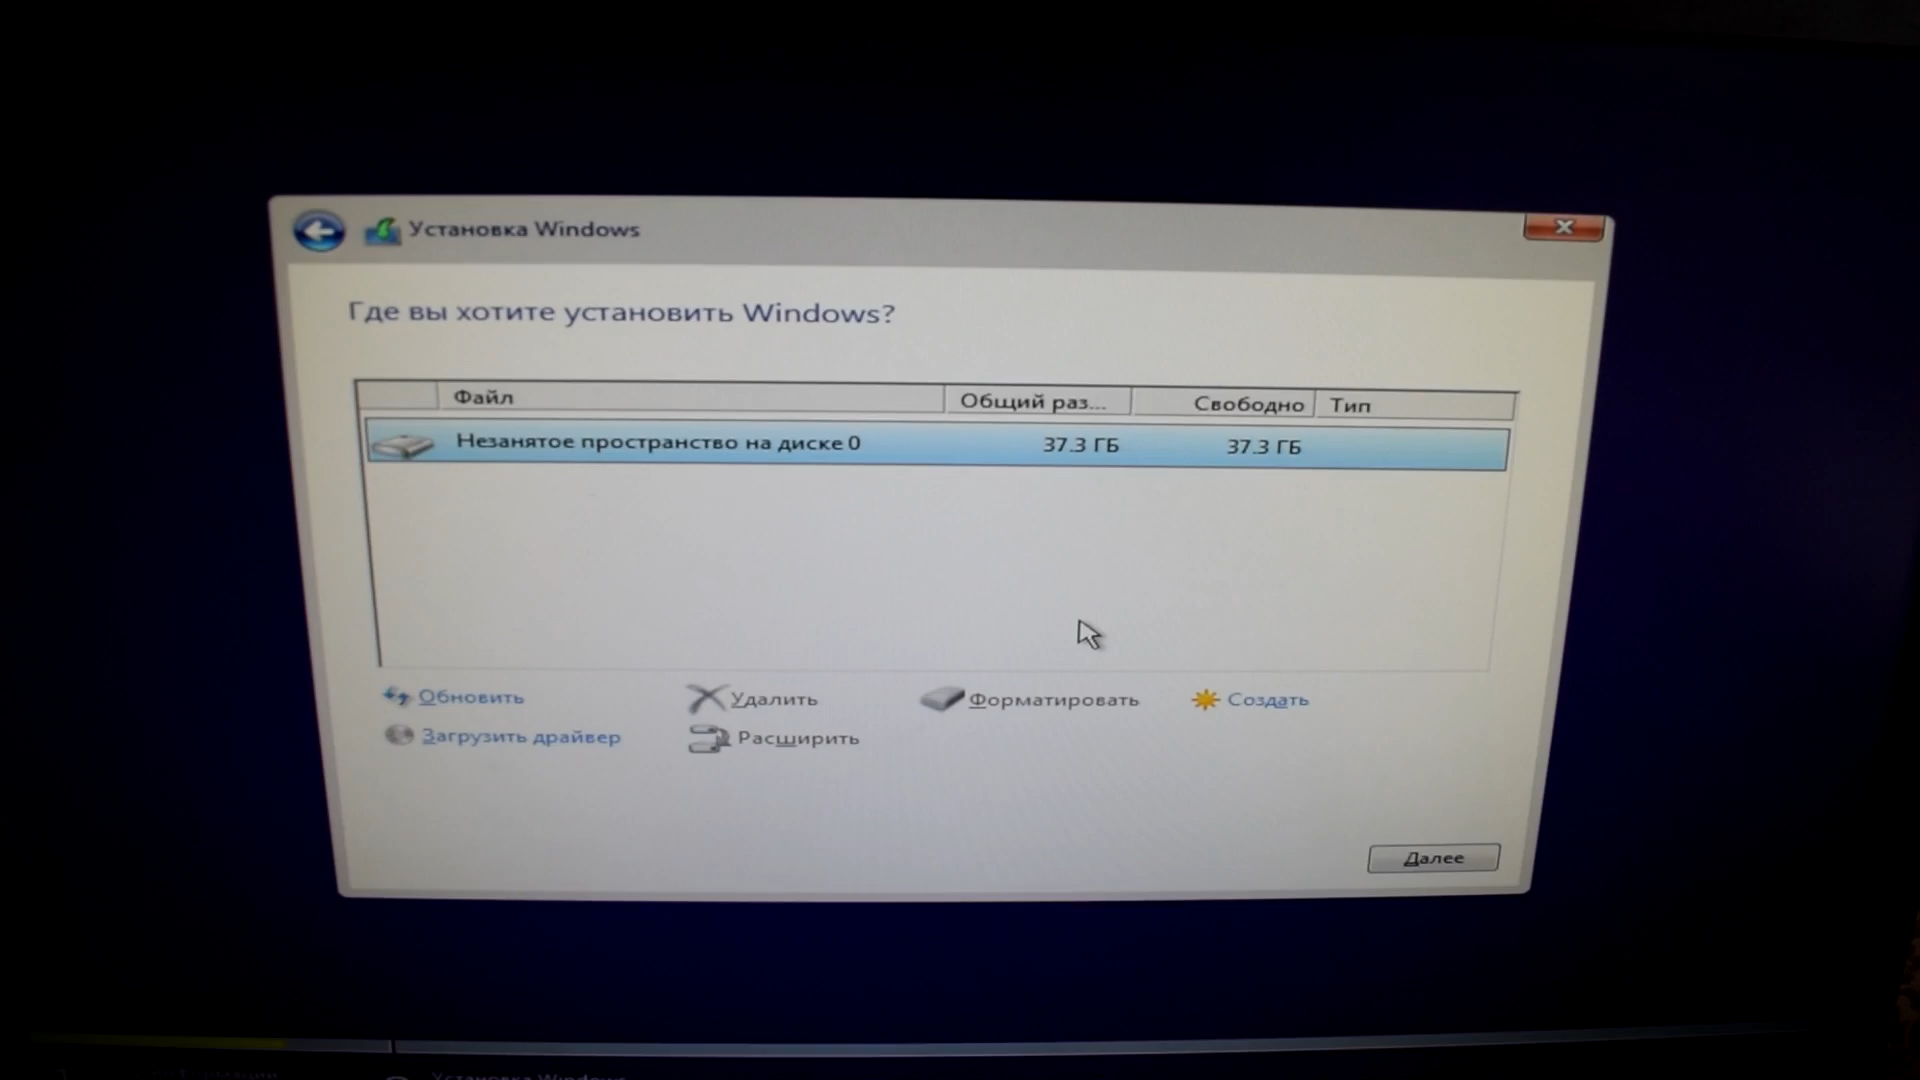 Установка Windows
Где вы хотите установить Windows?
Файл Общий раз... Свободно Тип
Незанятое пространство на диске 0 37.3 ГБ 37.3 ГБ
Обновить Удалить Форматировать Создать
Загрузить драйвер Расширить
Далее
Установка Windows